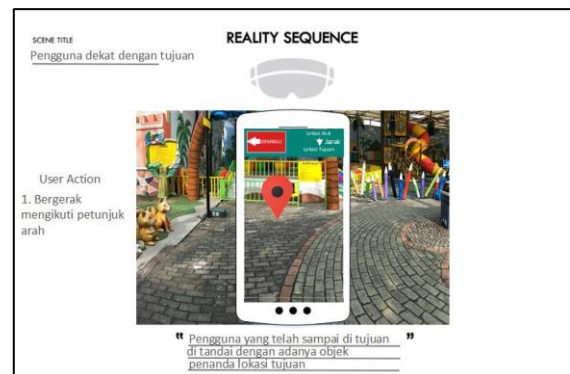 SCENE TITLE
Pengguna dekat dengan tujuan
REALITY SEQUENCE
KEMBALI
Lokasi Awal
Jarak
Lokasi Tujuan
User Action
1. Bergerak
mengikuti petunjuk
arah
" Pengguna yang telah sampai di tujuan "
di tandai dengan adanya objek
penanda lokasi tujuan